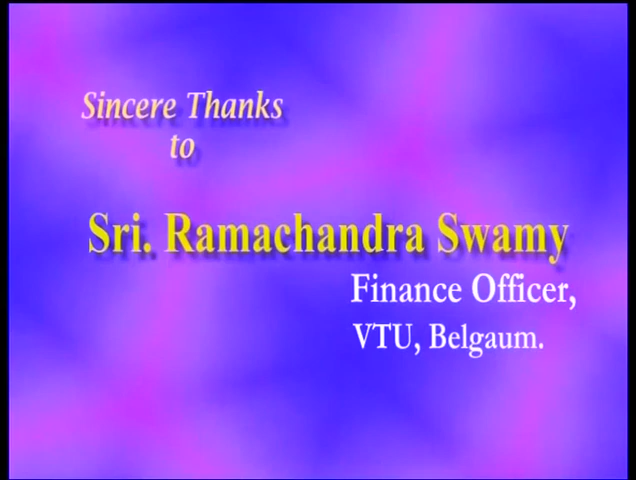 Sincere Thanks
to
Sri. Ramachandra Swamy
Finance Officer,
VTU, Belgaum.